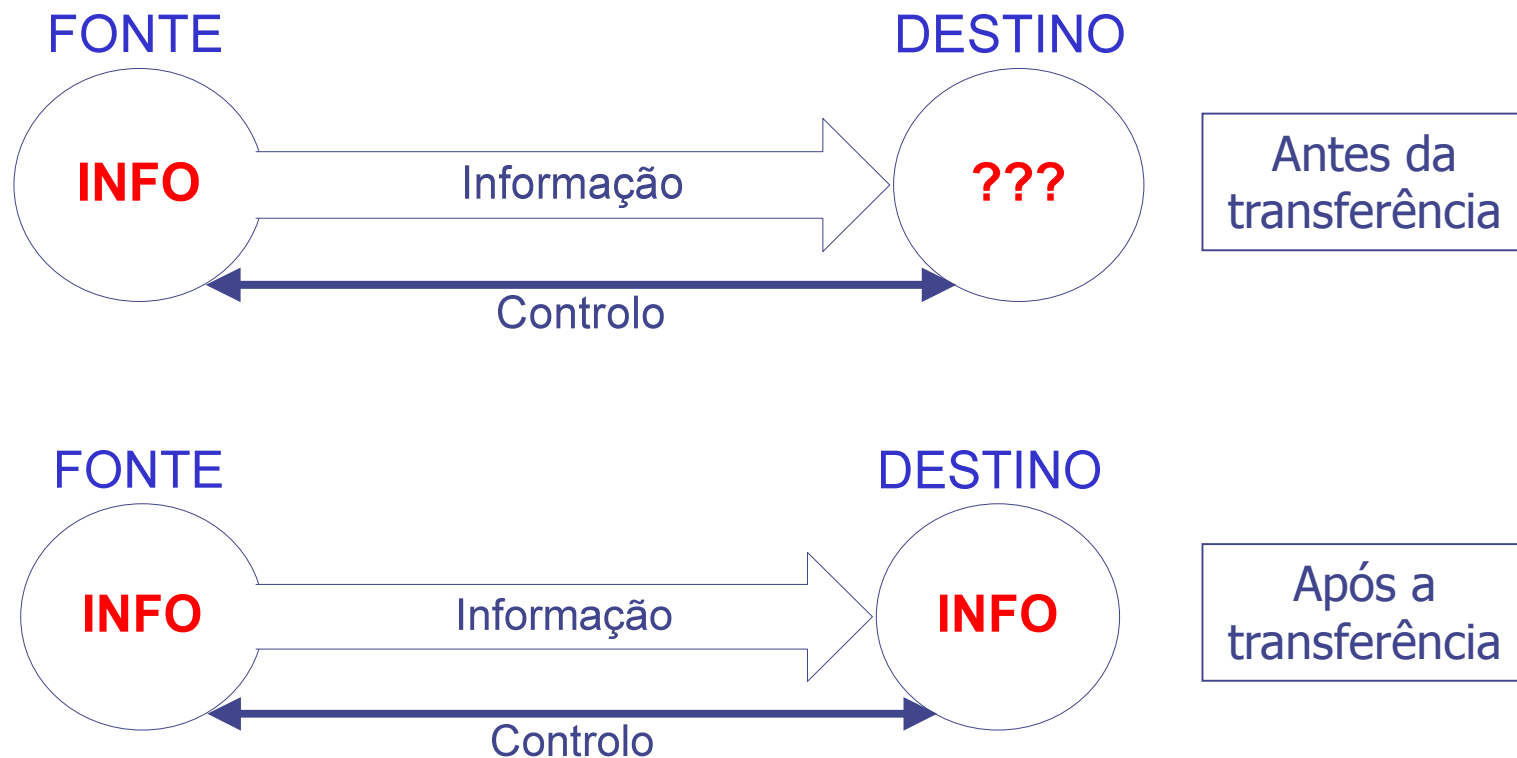 FONTE
DESTINO
INFO
Informação
???
Antes da
transferência
Controlo
FONTE
DESTINO
INFO
Informação
INFO
Após a
transferência
Controlo